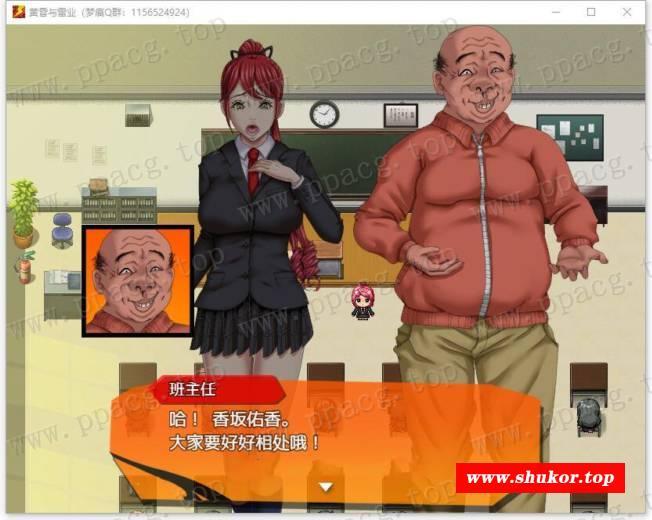 黄昏与雷业（梦魇Q群：1156524924）
班主任
哈！ 香坂佑香。
大家要好好相处哦！
www.ppacg.top
www.shukor.top